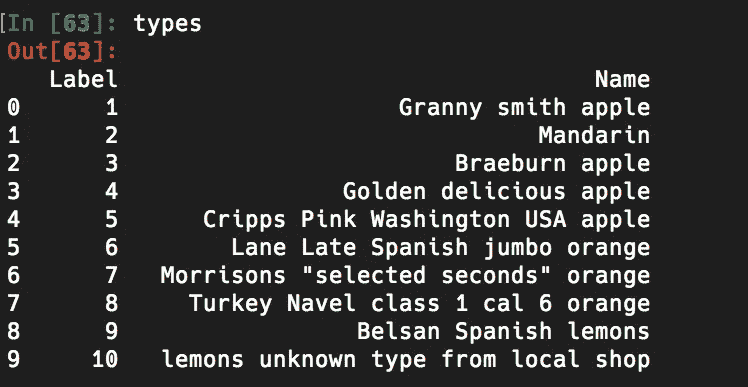 [In [63]: types
Out[63]:
Label Name
0 1 Granny smith apple
1 2 Mandarin
2 3 Braeburn apple
3 4 Golden delicious apple
4 5 Cripps Pink Washington USA apple
5 6 Lane Late Spanish jumbo orange
6 7 Morrisons "selected seconds" orange
7 8 Turkey Navel class 1 cal 6 orange
8 9 Belsan Spanish lemons
9 10 lemons unknown type from local shop